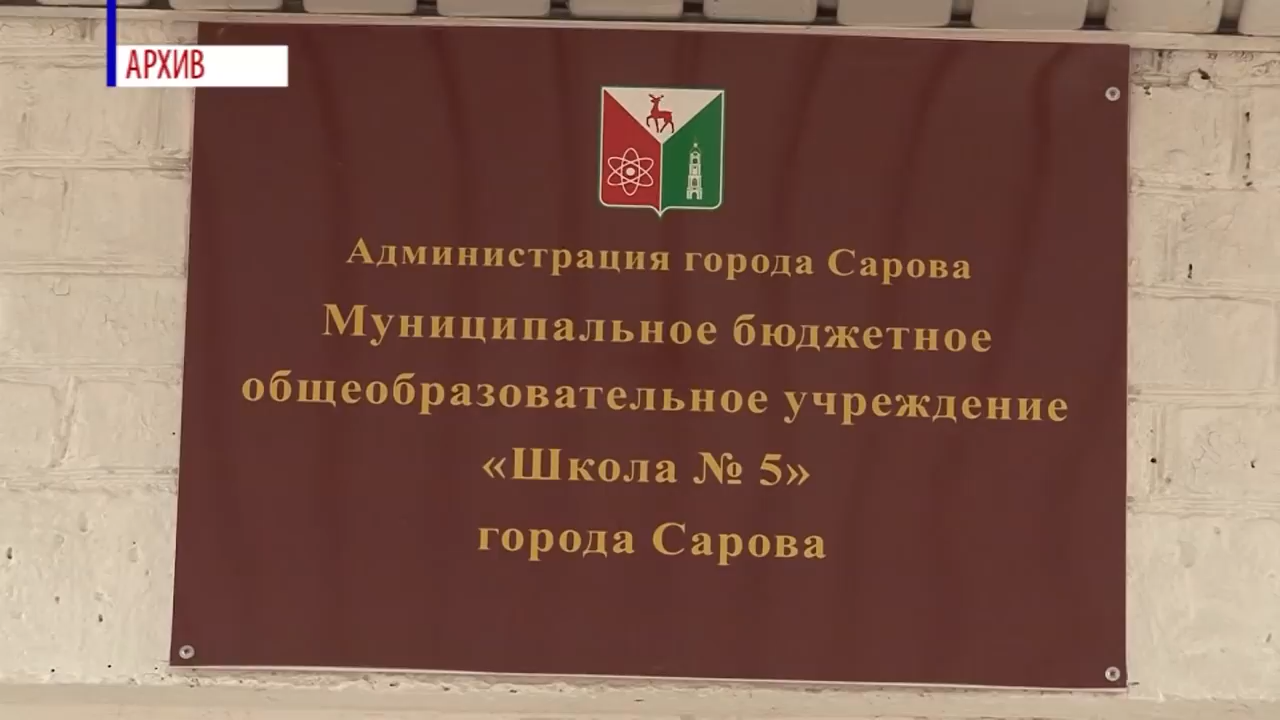 АРХИВ
Администрация города Сарова
Муниципальное бюджетное
общеобразовательное учреждение
«Школа № 5»
города Сарова